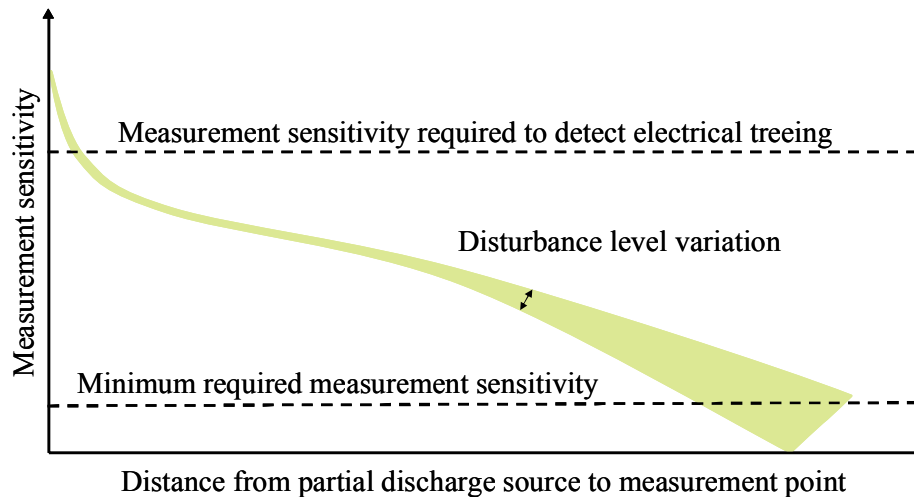 Measurement sensitivity
Measurement sensitivity required to detect electrical treeing
Disturbance level variation
Minimum required measurement sensitivity
Distance from partial discharge source to measurement point